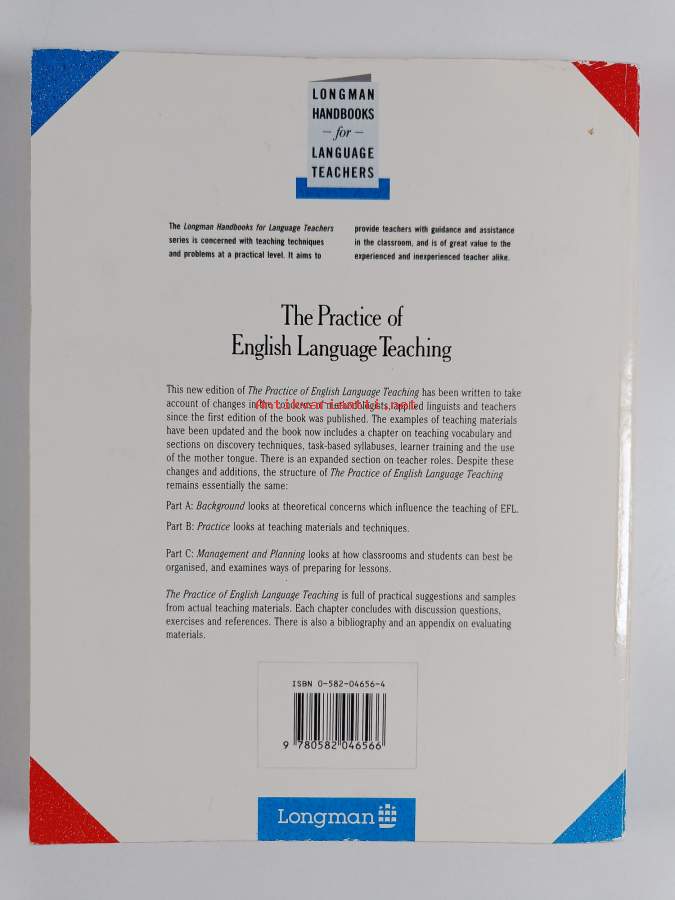 LONGMAN
HANDBOOKS
– for –
LANGUAGE
TEACHERS
The Longman Handbooks for Language Teachers
series is concerned with teaching techniques
and problems at a practical level. It aims to
provide teachers with guidance and assistance
in the classroom, and is of great value to the
experienced and inexperienced teacher alike.
The Practice of
English Language Teaching
This new edition of The Practice of English Language Teaching has been written to take
account of changes in the concerns of methodologists, applied linguists and teachers
since the first edition of the book was published. The examples of teaching materials
have been updated and the book now includes a chapter on teaching vocabulary and
sections on discovery techniques, task-based syllabuses, learner training and the use
of the mother tongue. There is an expanded section on teacher roles. Despite these
changes and additions, the structure of The Practice of English Language Teaching
remains essentially the same:
Part A: Background looks at theoretical concerns which influence the teaching of EFL.
Part B: Practice looks at teaching materials and techniques.
Part C: Management and Planning looks at how classrooms and students can best be
organised, and examines ways of preparing for lessons.
The Practice of English Language Teaching is full of practical suggestions and samples
from actual teaching materials. Each chapter concludes with discussion questions,
exercises and references. There is also a bibliography and an appendix on evaluating
materials.
ISBN 0-582-04656-4
9 780582 046566
Longman